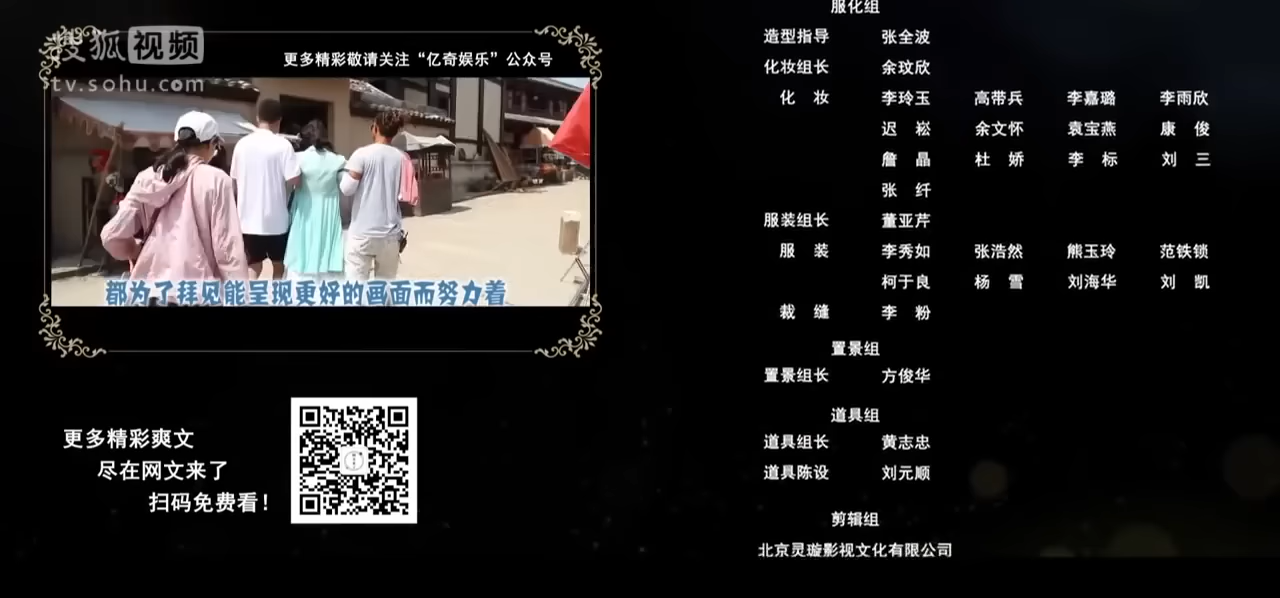 搜狐视频
tv.sohu.com
更多精彩敬请关注“亿奇娱乐”公众号
都为了拜见能呈现更好的画面而努力着
更多精彩爽文
尽在网文来了
扫码免费看!
服化组
造型指导 张全波
化妆组长 余玟欣
化 妆 李玲玉 高带兵 李嘉璐 李雨欣
迟 崧 余文怀 袁宝燕 康 俊
詹 晶 杜 娇 李 标 刘 三
张 纤
服装组长 董亚芹
服 装 李秀如 张浩然 熊玉玲 范铁锁
柯于良 杨 雪 刘海华 刘 凯
裁 缝 李 粉
置景组
置景组长 方俊华
道具组
道具组长 黄志忠
道具陈设 刘元顺
剪辑组
北京灵璇影视文化有限公司